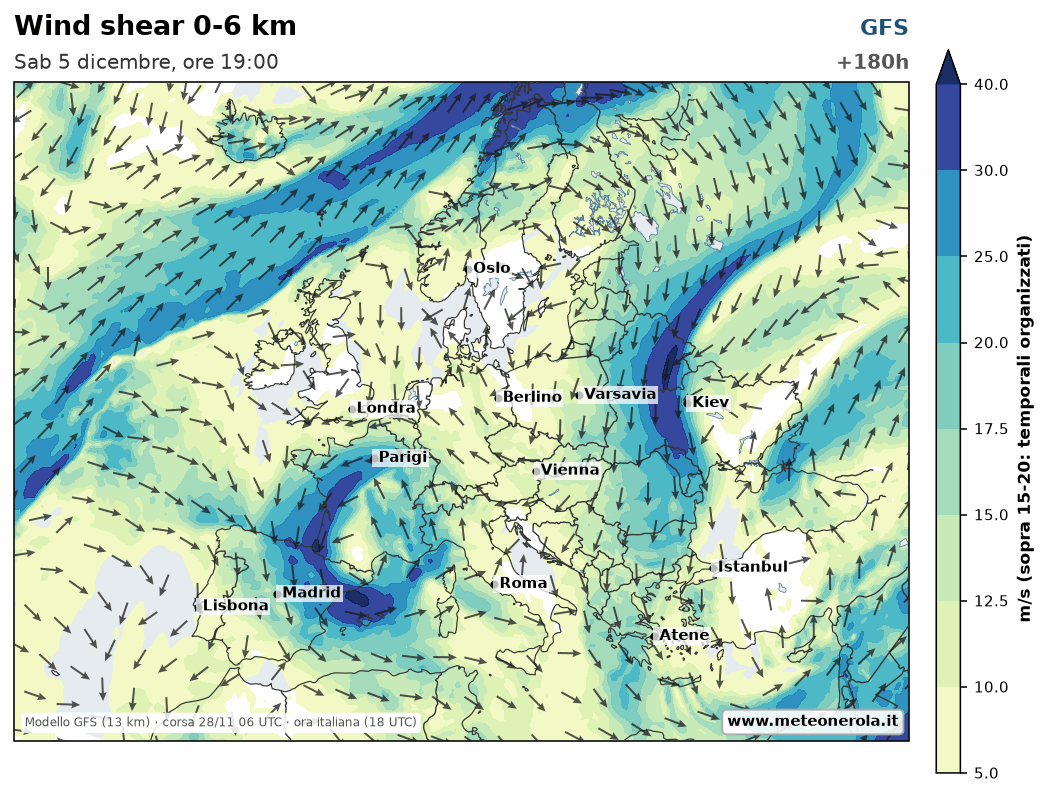 Wind shear 0-6 km
GFS
Sab 5 dicembre, ore 19:00
+180h
40.0
30.0
25.0
20.0
17.5
15.0
12.5
10.0
5.0
m/s (sopra 15-20: temporali organizzati)
Oslo
Berlino
Varsavia
Kiev
Londra
Parigi
Vienna
Istanbul
Roma
Madrid
Lisbona
Atene
Modello GFS (13 km) · corsa 28/11 06 UTC · ora italiana (18 UTC)
www.meteonerola.it